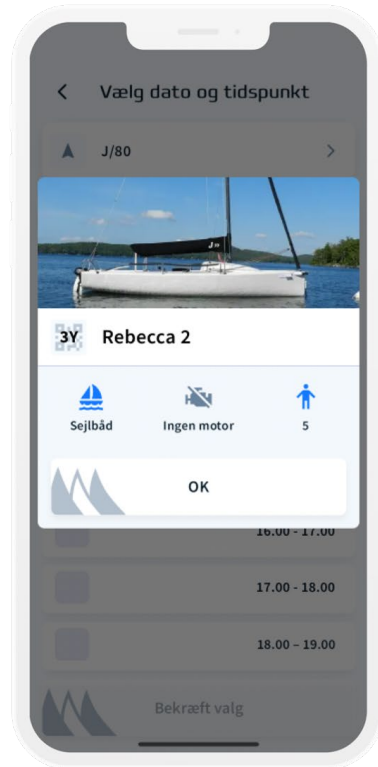 Vælg dato og tidspunkt
J/80
3Y Rebecca 2
Sejlbåd Ingen motor 5
OK
16.00 - 17.00
17.00 - 18.00
18.00 – 19.00
Bekræft valg